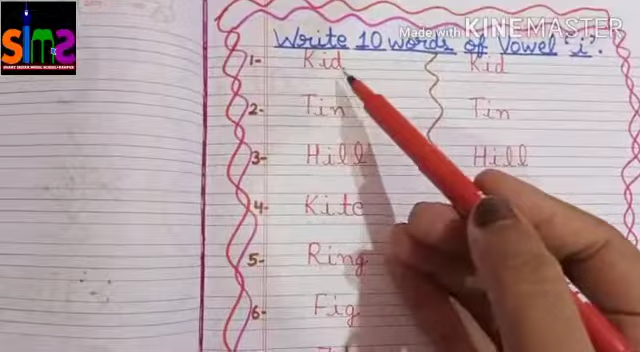 Made with KINEMASTER
sims
Write 10 words of Vowel 'i'.
1- Kid Kid
2- Tin Tin
3- Hill Hill
4- Kite
5- Ring
6- Fig